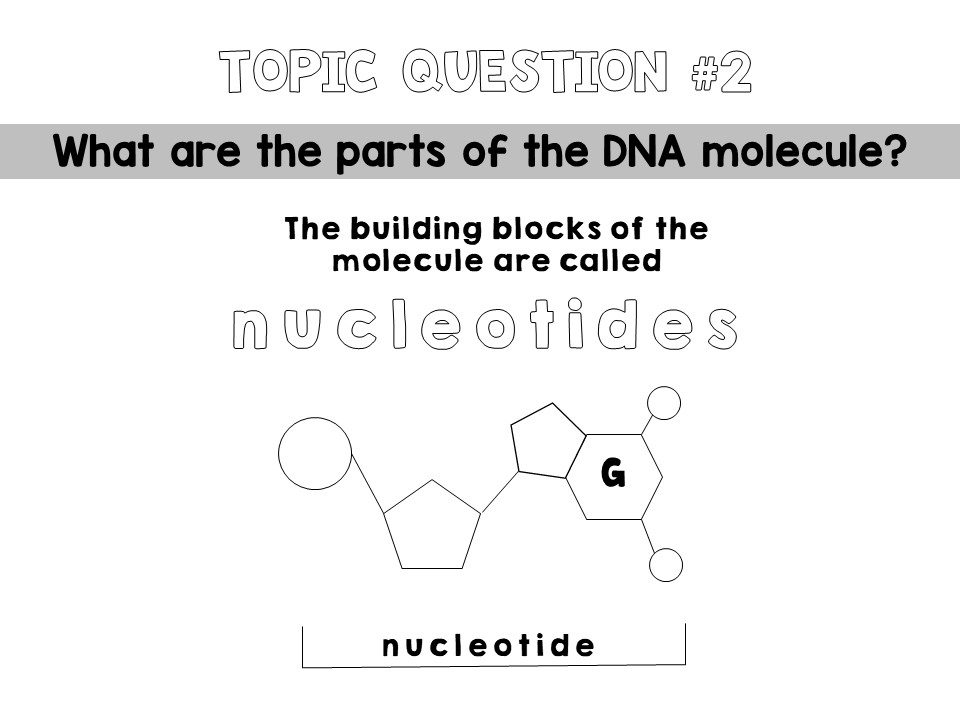 TOPIC QUESTION #2
What are the parts of the DNA molecule?
The building blocks of the
molecule are called
nucleotides
G
nucleotide